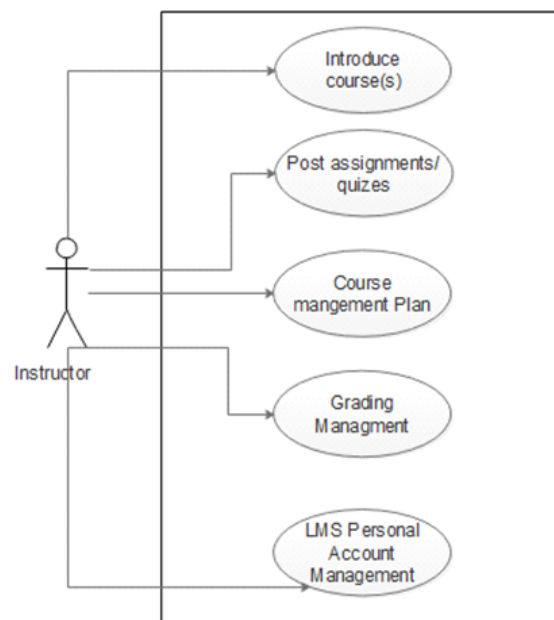 Introduce
course(s)
Post assignments/
quizes
Course
mangement Plan
Instructor
Grading
Managment
LMS Personal
Account
Management